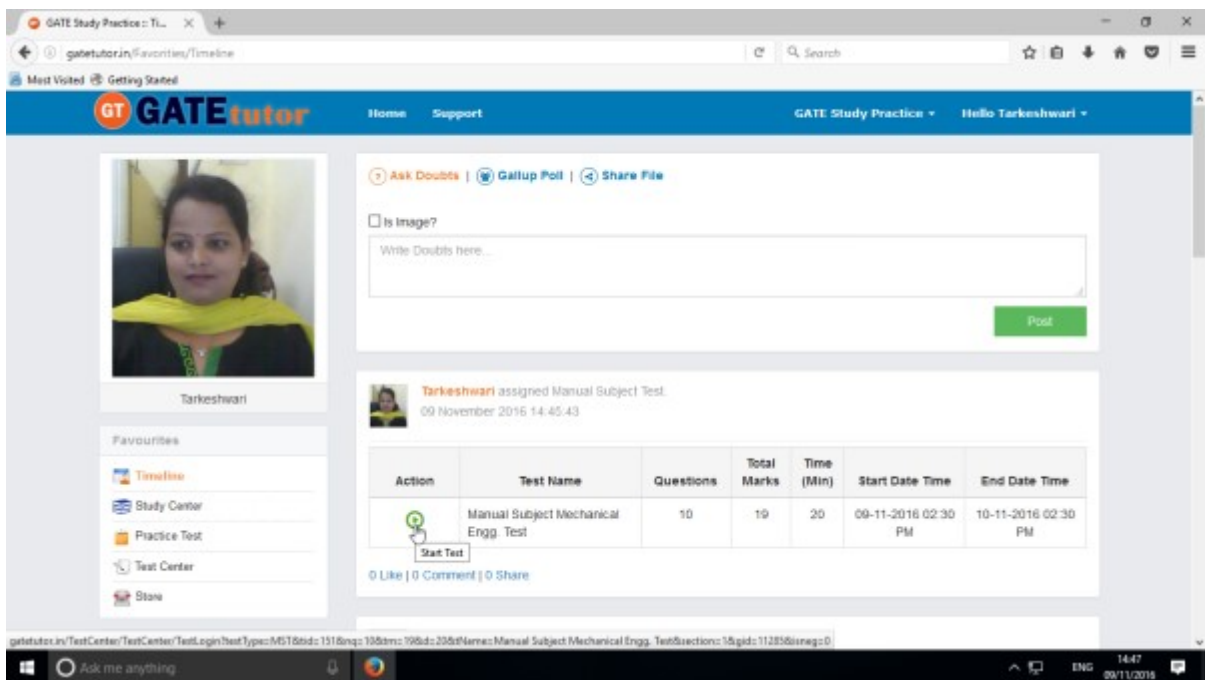 GATE Study Practice :: Ti...
gatetutor.in/Favorities/Timeline
Search
Most Visited Getting Started
GT GATEtutor Home Support GATE Study Practice Hello Tarkeshwari
Ask Doubts | Gallup Poll | Share File
Is Image?
Write Doubts here...
Post
Tarkeshwari
Tarkeshwari assigned Manual Subject Test.
09 November 2016 14:45:43
Favourites
Timeline
Study Center
Practice Test
Test Center
Store
Action Test Name Questions Total Marks Time (Min) Start Date Time End Date Time
Manual Subject Mechanical Engg. Test 10 19 20 09-11-2016 02:30 PM 10-11-2016 02:30 PM
Start Test
0 Like | 0 Comment | 0 Share
gatetutor.in/TestCenter/TestCenter/TestLogin?testType=MST&tid=151&nq=10&tm=19&d=20&tName=Manual Subject Mechanical Engg. Test&section=1&gid=11285&isneg=0
Ask me anything
ENG
14:47
09/11/2016